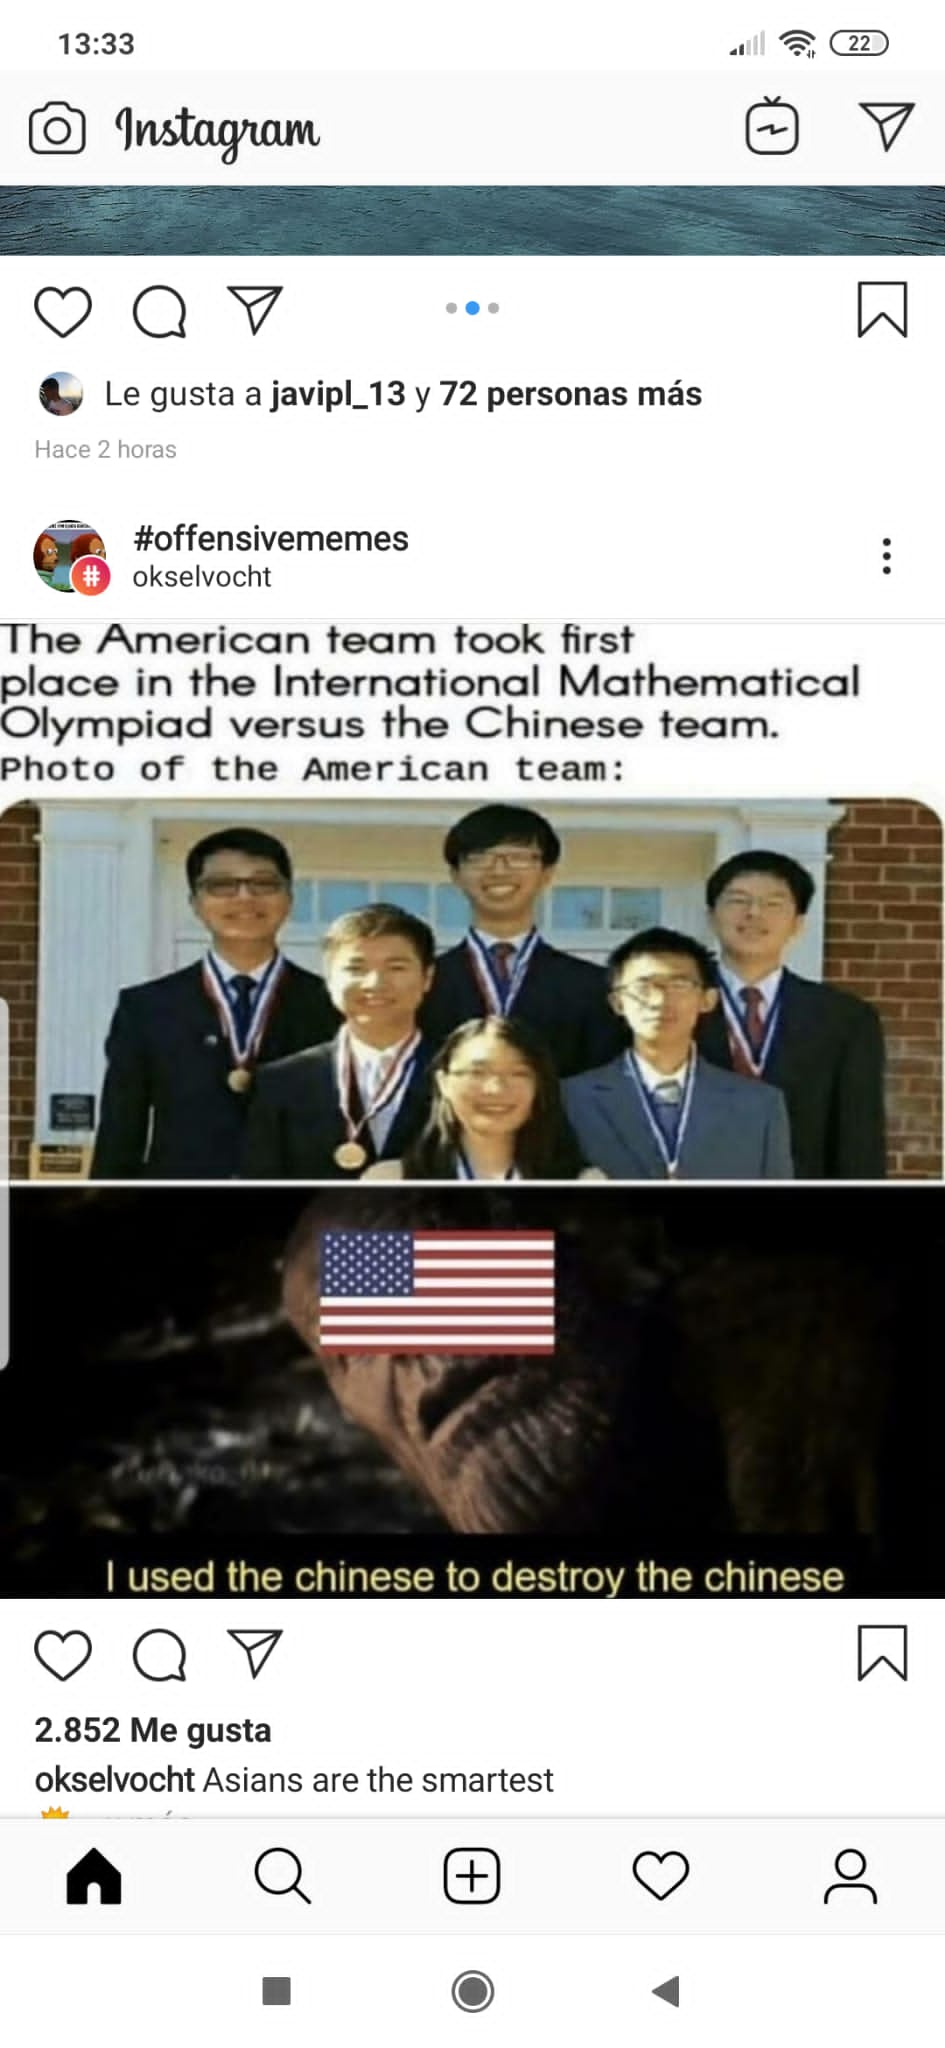 13:33
22
Instagram
Le gusta a javipl_13 y 72 personas más
Hace 2 horas
#offensivememes
#
okselvocht
The American team took first
place in the International Mathematical
Olympiad versus the Chinese team.
Photo of the American team:
I used the chinese to destroy the chinese
2.852 Me gusta
okselvocht Asians are the smartest